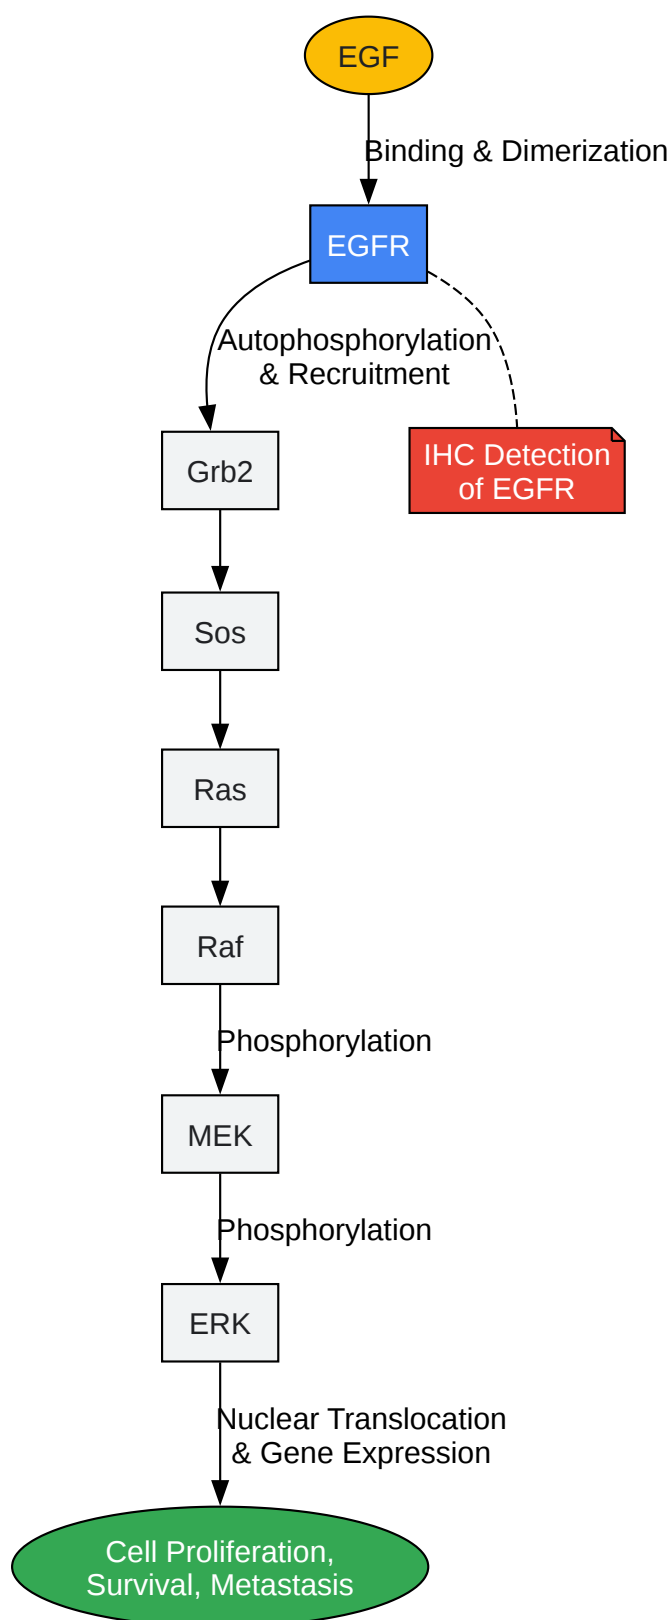 EGF
Binding & Dimerization
EGFR
Autophosphorylation
& Recruitment
Grb2
IHC Detection
of EGFR
Sos
Ras
Raf
Phosphorylation
MEK
Phosphorylation
ERK
Nuclear Translocation
& Gene Expression
Cell Proliferation,
Survival, Metastasis